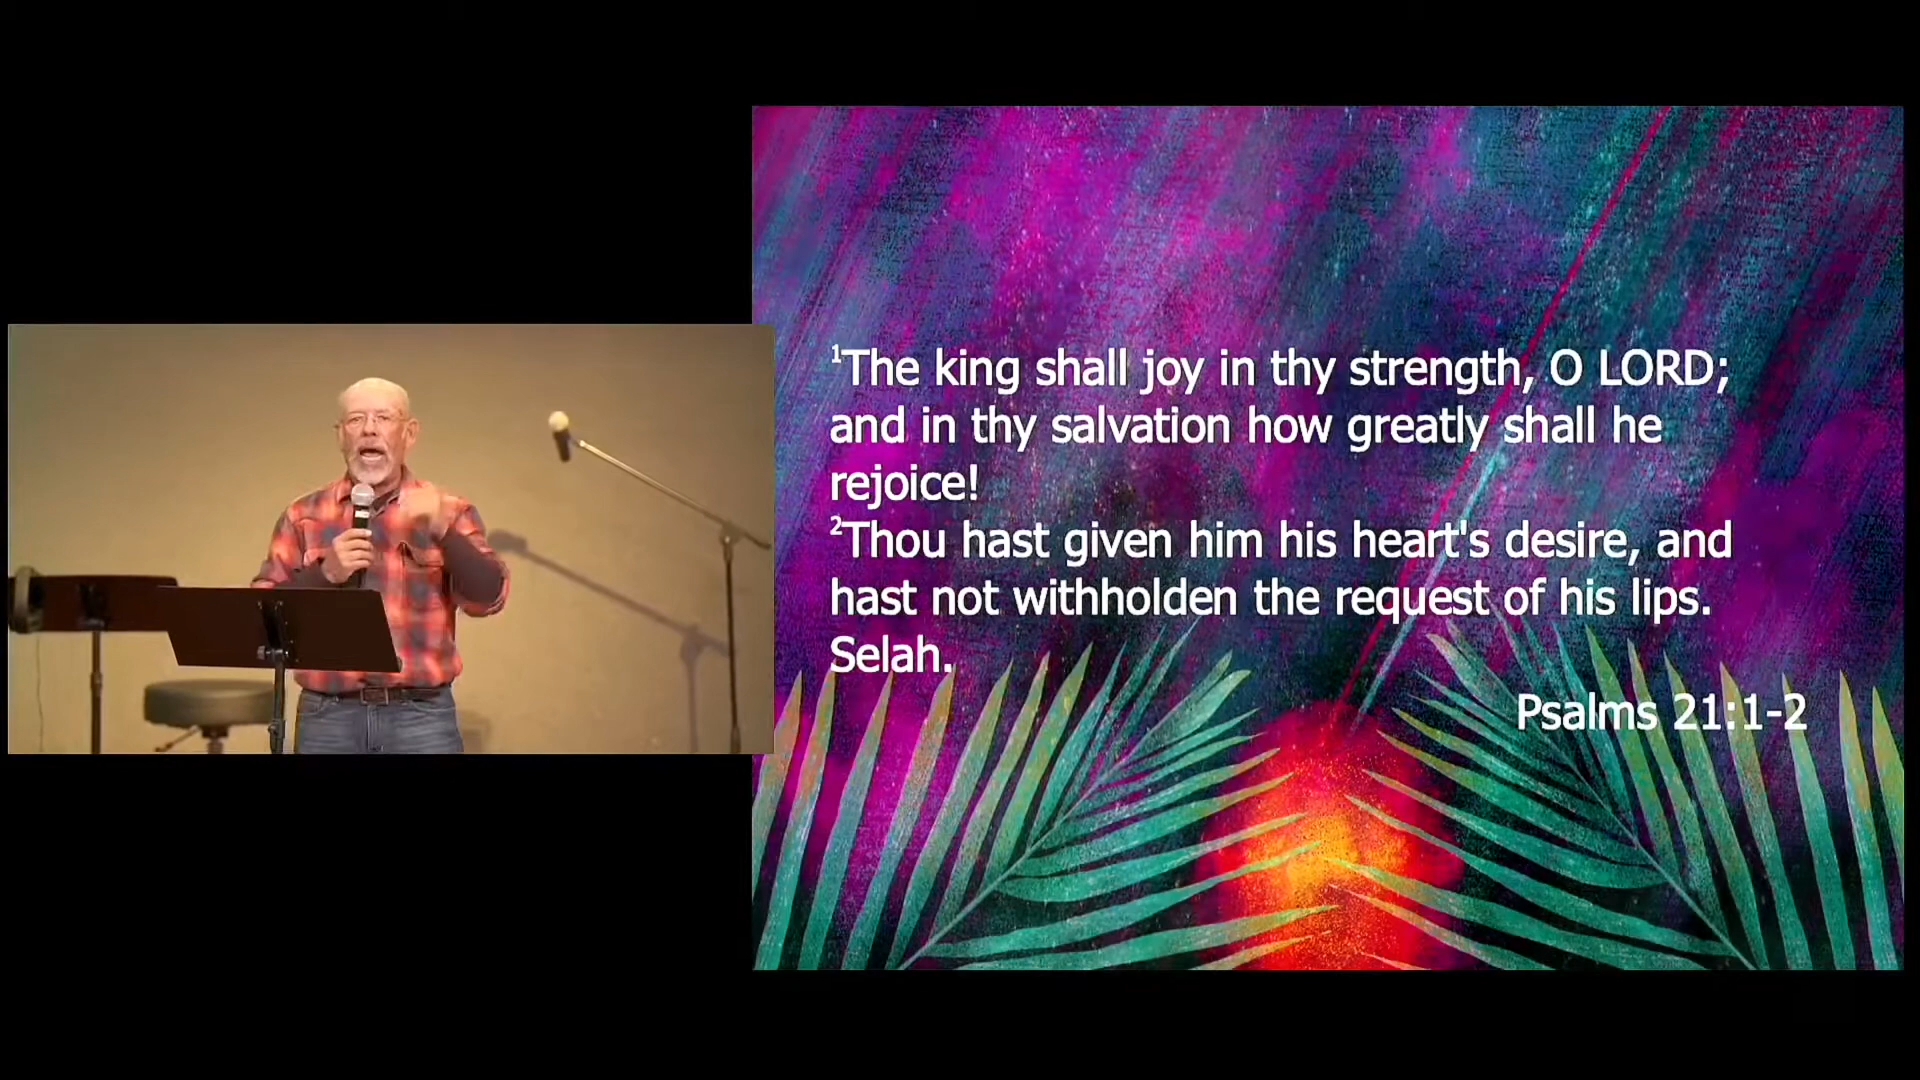 ¹The king shall joy in thy strength, O LORD;
and in thy salvation how greatly shall he
rejoice!
²Thou hast given him his heart's desire, and
hast not withholden the request of his lips.
Selah.
Psalms 21:1-2